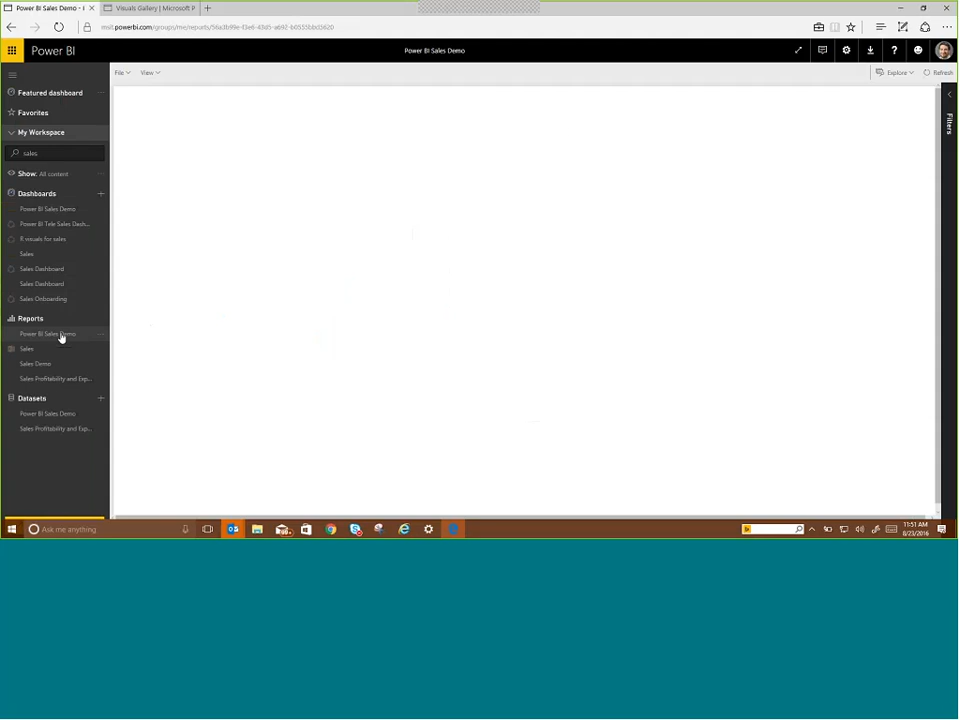 Power BI Sales Demo - I
Visuals Gallery | Microsoft P
Power BI
Power BI Sales Demo
File
View
Explore
Refresh
Featured dashboard
Favorites
My Workspace
sales
Show: All content
Dashboards
Power BI Sales Demo
Power BI Tele Sales Dash...
R visuals for sales
Sales
Sales Dashboard
Sales Dashboard
Sales Onboarding
Reports
Power BI Sales Demo
Sales
Sales Demo
Sales Profitability and Exp...
Datasets
Power BI Sales Demo
Sales Profitability and Exp...
Filters
Ask me anything
11:51 AM
8/23/2016